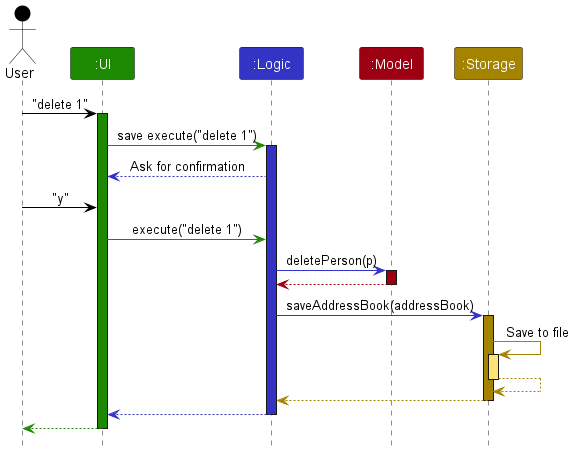 User
:UI
:Logic
:Model
:Storage
"delete 1"
save execute("delete 1")
Ask for confirmation
"y"
execute("delete 1")
deletePerson(p)
saveAddressBook(addressBook)
Save to file